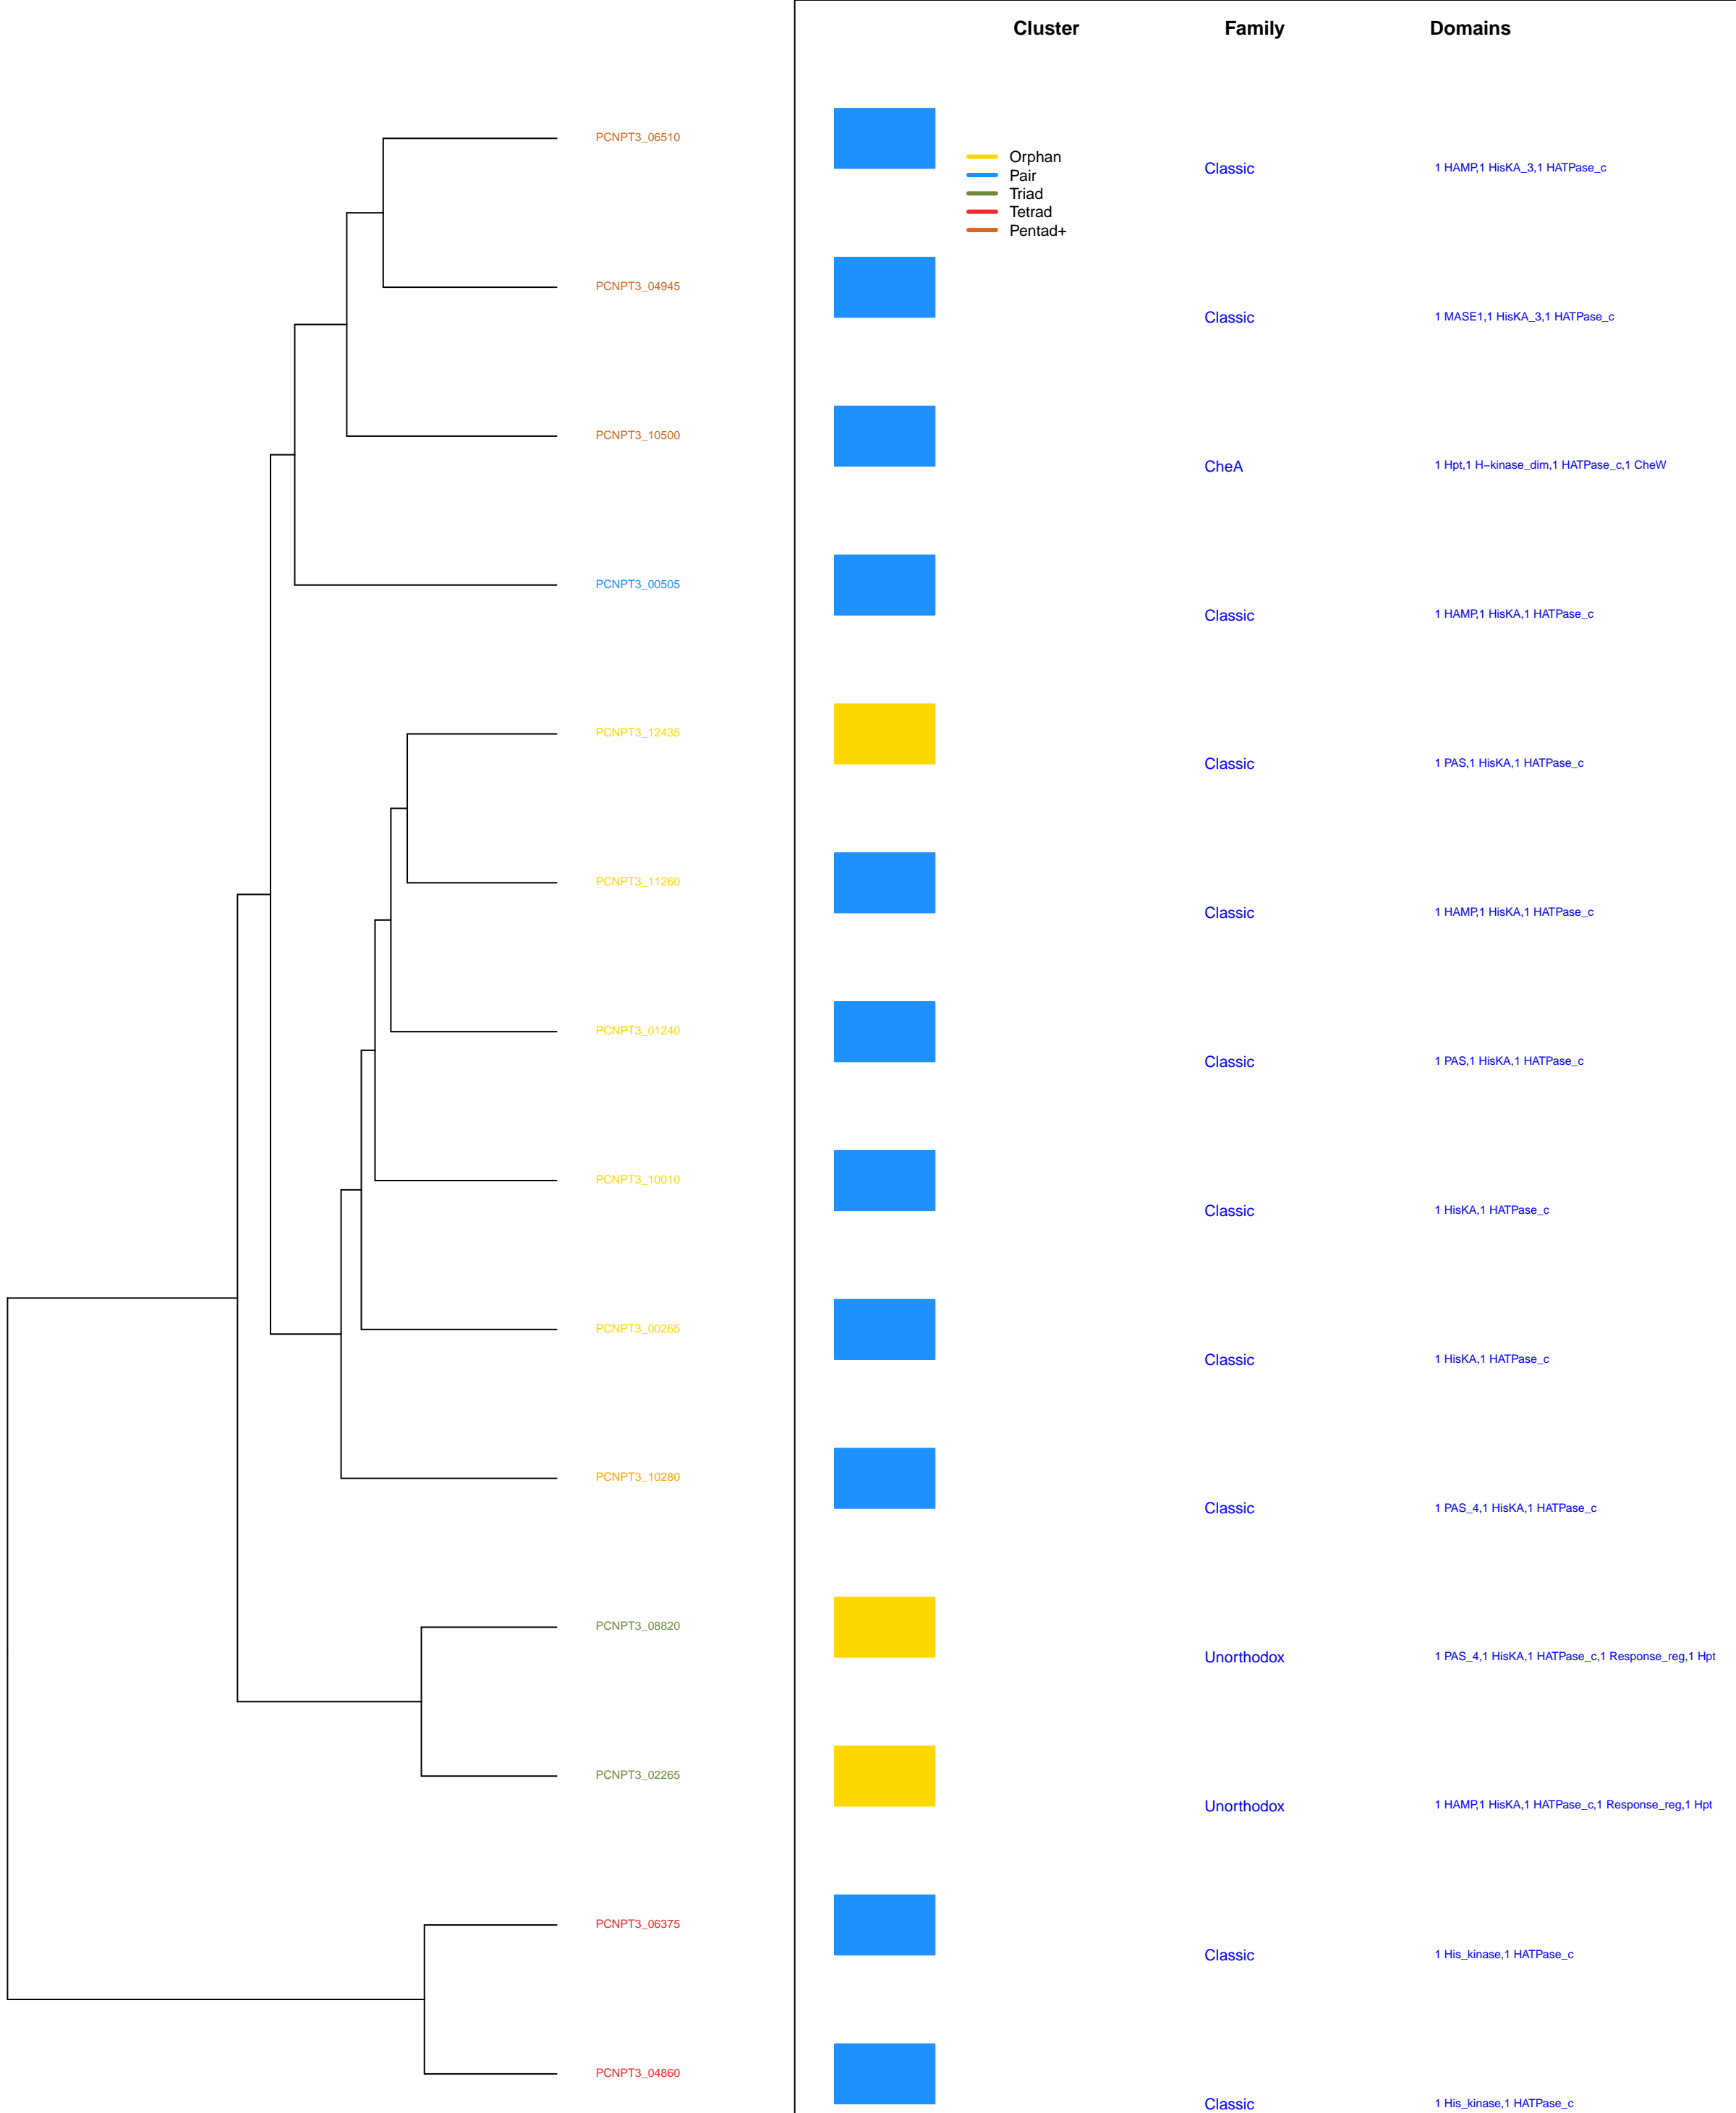 Cluster Family Domains
PCNPT3_06510
Orphan
Classic 1 HAMP,1 HisKA_3,1 HATPase_c
Pair
Triad
Tetrad
Pentad+
PCNPT3_04945
Classic 1 MASE1,1 HisKA_3,1 HATPase_c
PCNPT3_10500
CheA 1 Hpt,1 H−kinase_dim,1 HATPase_c,1 CheW
PCNPT3_00505
Classic 1 HAMP,1 HisKA,1 HATPase_c
PCNPT3_12435
Classic 1 PAS,1 HisKA,1 HATPase_c
PCNPT3_11260
Classic 1 HAMP,1 HisKA,1 HATPase_c
PCNPT3_01240
Classic 1 PAS,1 HisKA,1 HATPase_c
PCNPT3_10010
Classic 1 HisKA,1 HATPase_c
PCNPT3_00265
Classic 1 HisKA,1 HATPase_c
PCNPT3_10280
Classic 1 PAS_4,1 HisKA,1 HATPase_c
PCNPT3_08820
Unorthodox 1 PAS_4,1 HisKA,1 HATPase_c,1 Response_reg,1 Hpt
PCNPT3_02265
Unorthodox 1 HAMP,1 HisKA,1 HATPase_c,1 Response_reg,1 Hpt
PCNPT3_06375
Classic 1 His_kinase,1 HATPase_c
PCNPT3_04860
Classic 1 His_kinase,1 HATPase_c